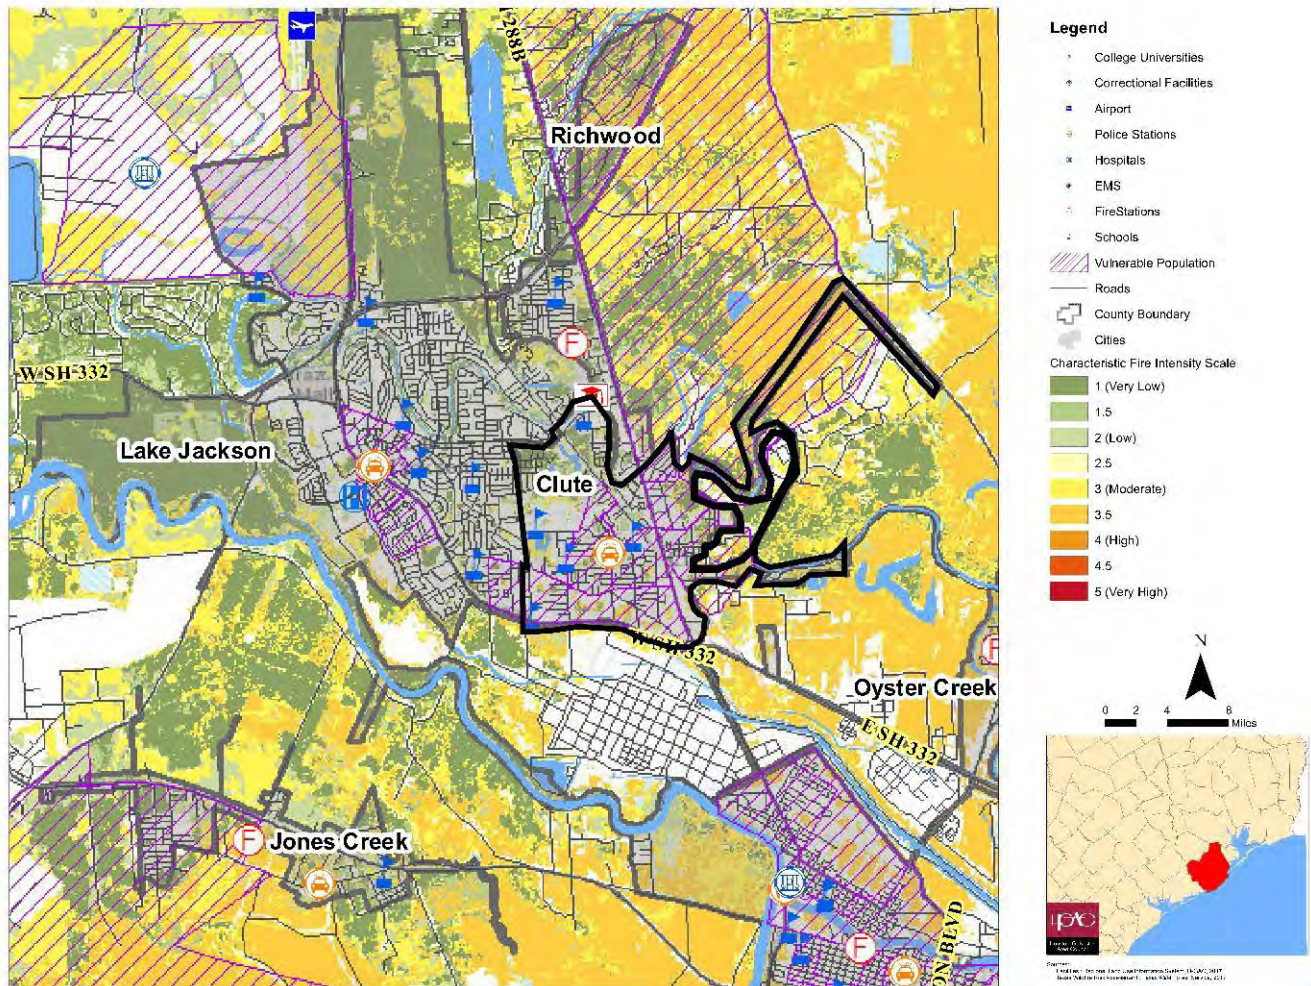 288B
Richwood
W SH-332
Lake Jackson
Clute
W SH-332
Oyster Creek
E SH-332
Jones Creek
ON BLVD
F
F
F
F
Legend
College Universities
Correctional Facilities
Airport
Police Stations
Hospitals
EMS
FireStations
Schools
Vulnerable Population
Roads
County Boundary
Cities
Characteristic Fire Intensity Scale
1 (Very Low)
1.5
2 (Low)
2.5
3 (Moderate)
3.5
4 (High)
4.5
5 (Very High)
N
0 2 4 8
Miles
Sources: